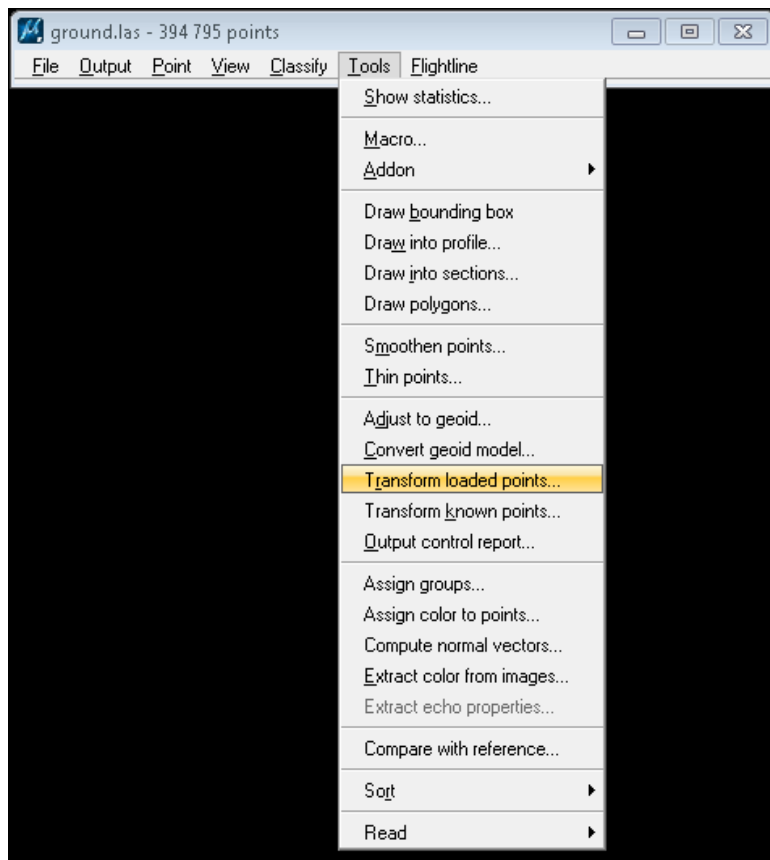 ground.las - 394 795 points
File Output Point View Classify Tools Flightline
Show statistics...
Macro...
Addon
Draw bounding box
Draw into profile...
Draw into sections...
Draw polygons...
Smoothen points...
Thin points...
Adjust to geoid...
Convert geoid model...
Transform loaded points...
Transform known points...
Output control report...
Assign groups...
Assign color to points...
Compute normal vectors...
Extract color from images...
Extract echo properties...
Compare with reference...
Sort
Read